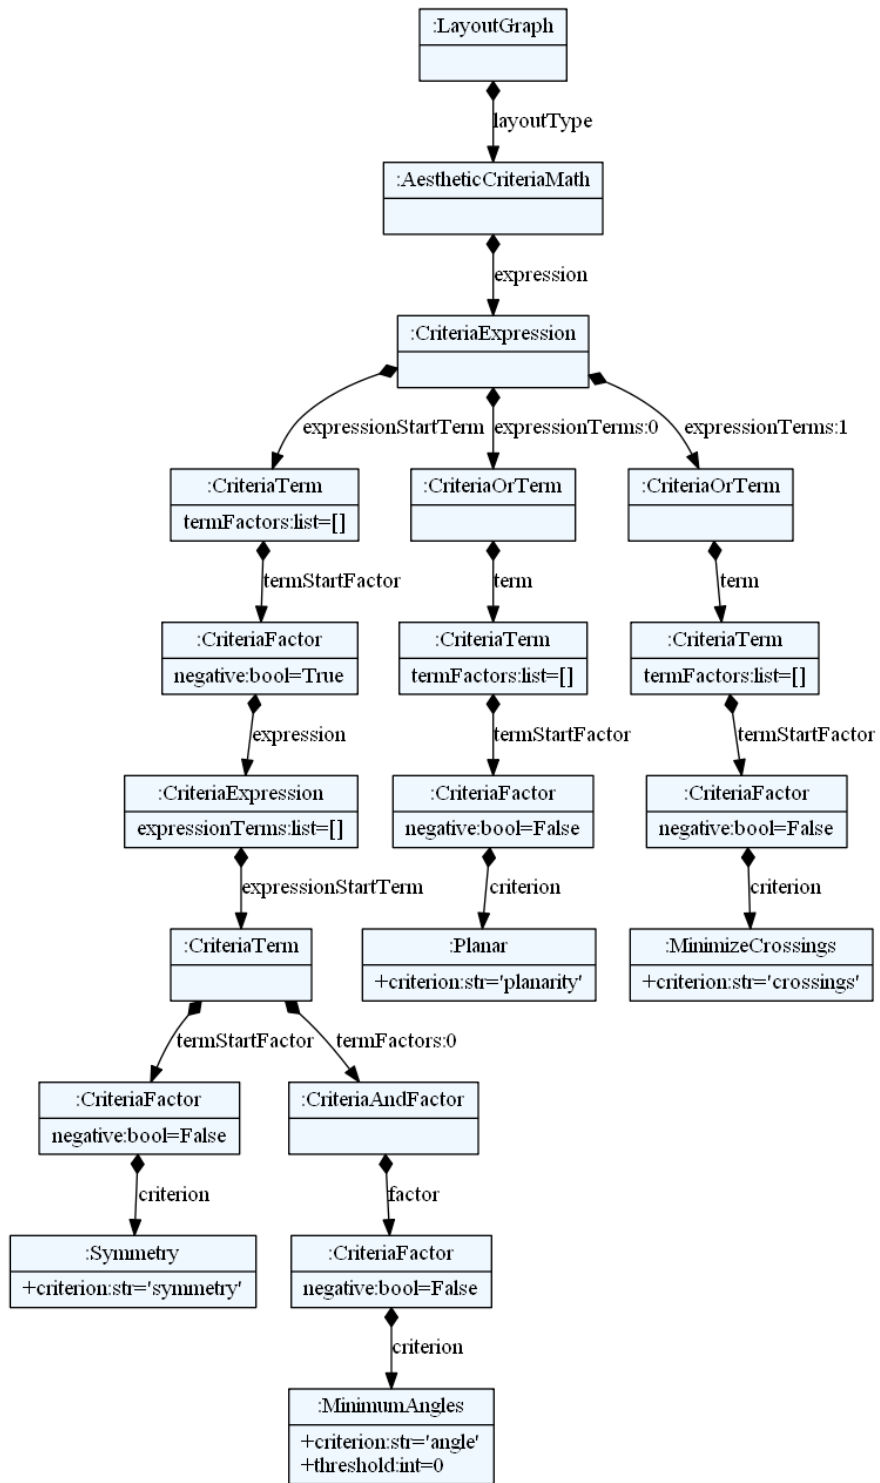 :LayoutGraph
layoutType
:AestheticCriteriaMath
expression
:CriteriaExpression
expressionStartTerm expressionTerms:0 expressionTerms:1
:CriteriaTerm :CriteriaOrTerm :CriteriaOrTerm
termFactors:list=[]
termStartFactor term term
:CriteriaFactor :CriteriaTerm :CriteriaTerm
negative:bool=True termFactors:list=[] termFactors:list=[]
expression termStartFactor termStartFactor
:CriteriaExpression :CriteriaFactor :CriteriaFactor
expressionTerms:list=[] negative:bool=False negative:bool=False
expressionStartTerm criterion criterion
:CriteriaTerm :Planar :MinimizeCrossings
+criterion:str='planarity' +criterion:str='crossings'
termStartFactor termFactors:0
:CriteriaFactor :CriteriaAndFactor
negative:bool=False
criterion factor
:Symmetry :CriteriaFactor
+criterion:str='symmetry' negative:bool=False
criterion
:MinimumAngles
+criterion:str='angle'
+threshold:int=0